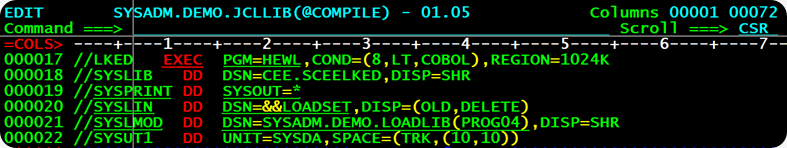 EDIT       SYSADM.DEMO.JCLLIB(@COMPILE) - 01.05             Columns 00001 00072
Command ===>                                                  Scroll ===> CSR
=COLS> ----+----1----+----2----+----3----+----4----+----5----+----6----+----7--
000017 //LKED    EXEC  PGM=HEWL,COND=(8,LT,COBOL),REGION=1024K
000018 //SYSLIB   DD   DSN=CEE.SCEELKED,DISP=SHR
000019 //SYSPRINT DD   SYSOUT=*
000020 //SYSLIN   DD   DSN=&&LOADSET,DISP=(OLD,DELETE)
000021 //SYSLMOD  DD   DSN=SYSADM.DEMO.LOADLIB(PROG04),DISP=SHR
000022 //SYSUT1   DD   UNIT=SYSDA,SPACE=(TRK,(10,10))